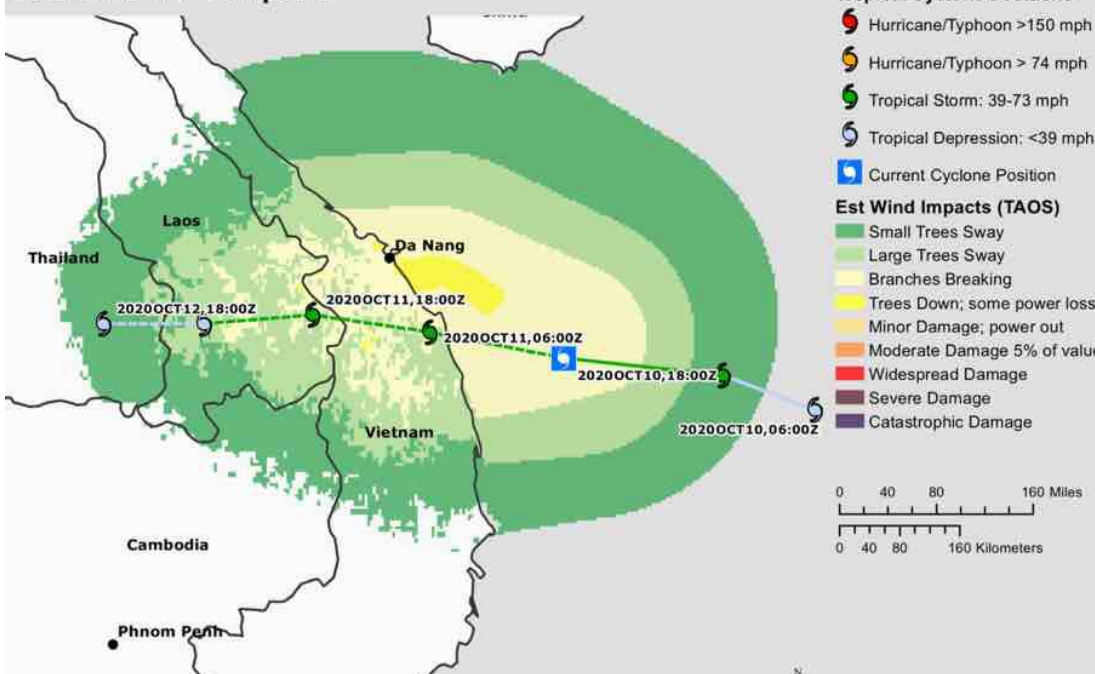 Hurricane/Typhoon >150 mph
Hurricane/Typhoon > 74 mph
Tropical Storm: 39-73 mph
Tropical Depression: <39 mph
Current Cyclone Position
Est Wind Impacts (TAOS)
Small Trees Sway
Large Trees Sway
Branches Breaking
Trees Down; some power loss
Minor Damage; power out
Moderate Damage 5% of value
Widespread Damage
Severe Damage
Catastrophic Damage
0 40 80 160 Miles
0 40 80 160 Kilometers
Laos
Da Nang
Thailand
2020OCT12,18:00Z
2020OCT11,18:00Z
2020OCT11,06:00Z
2020OCT10,18:00Z
2020OCT10,06:00Z
Vietnam
Cambodia
Phnom Penh